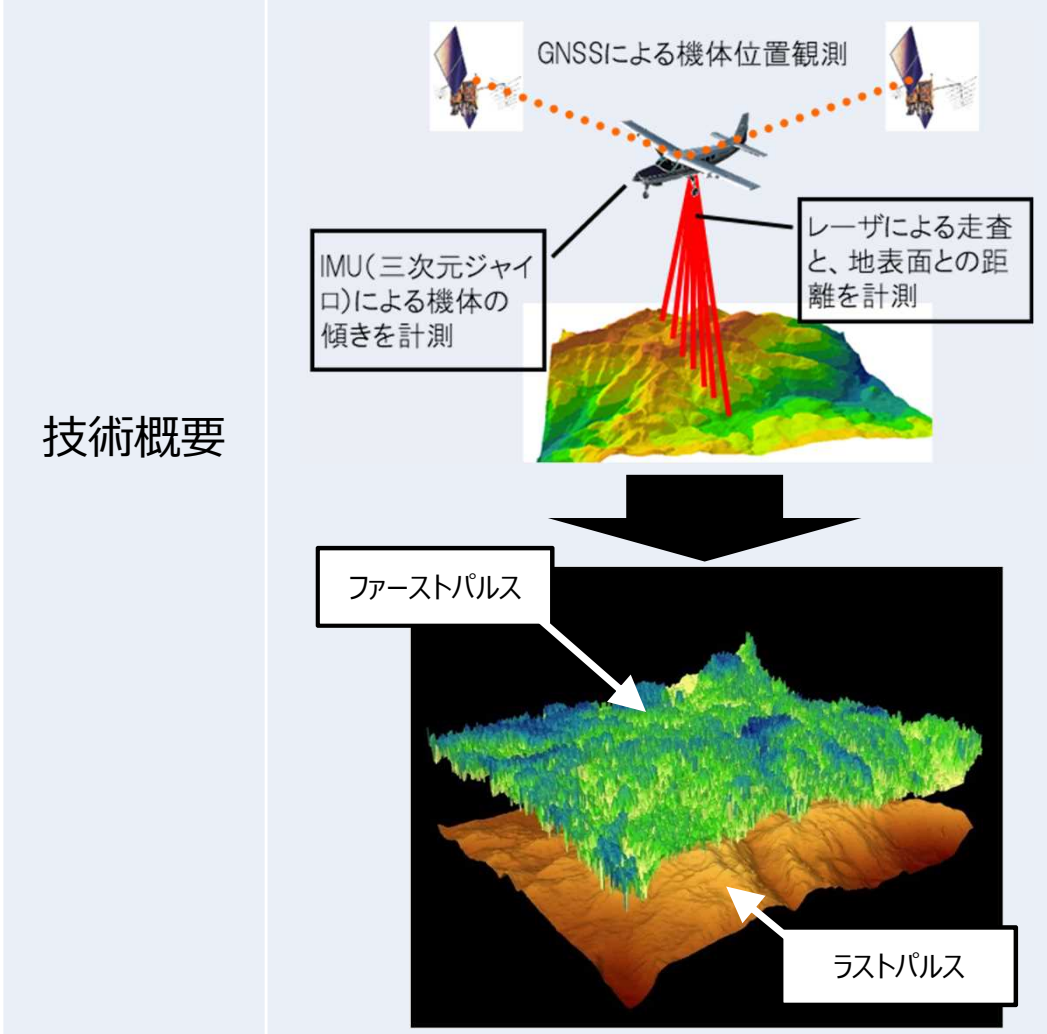 技術概要
GNSSによる機体位置観測
IMU(三次元ジャイ
ロ)による機体の
傾きを計測
レーザによる走査
と、地表面との距
離を計測
ファーストパルス
ラストパルス